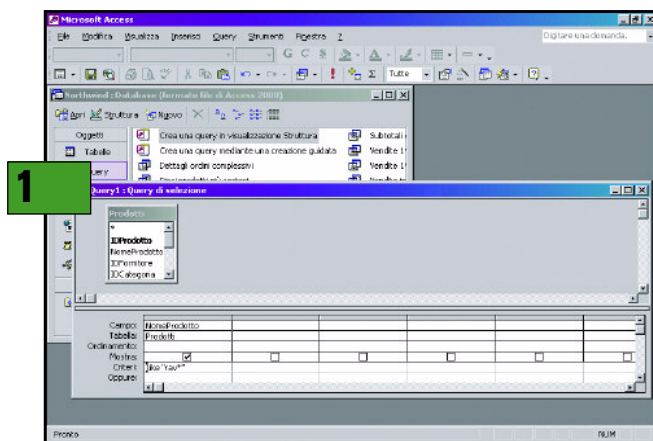 Microsoft Access
File Modifica Visualizza Inserisci Query Strumenti Finestra ?
Digitare una domanda.
G C S
Tutte
Northwind : Database (formato file di Access 2000)
Apri Struttura Nuovo
Oggetti
Crea una query in visualizzazione Struttura
Subtotali
Tabelle
Crea una query mediante una creazione guidata
Vendite
Query
Dettagli ordini complessivi
Vendite
1
Query1 : Query di selezione
Prodotti
*
IDProdotto
NomeProdotto
IDFornitore
IDCategoria
Campo: NomeProdotto
Tabella: Prodotti
Ordinamento:
Mostra:
Criteri: like "rav*"
Oppure:
Pronto
NUM